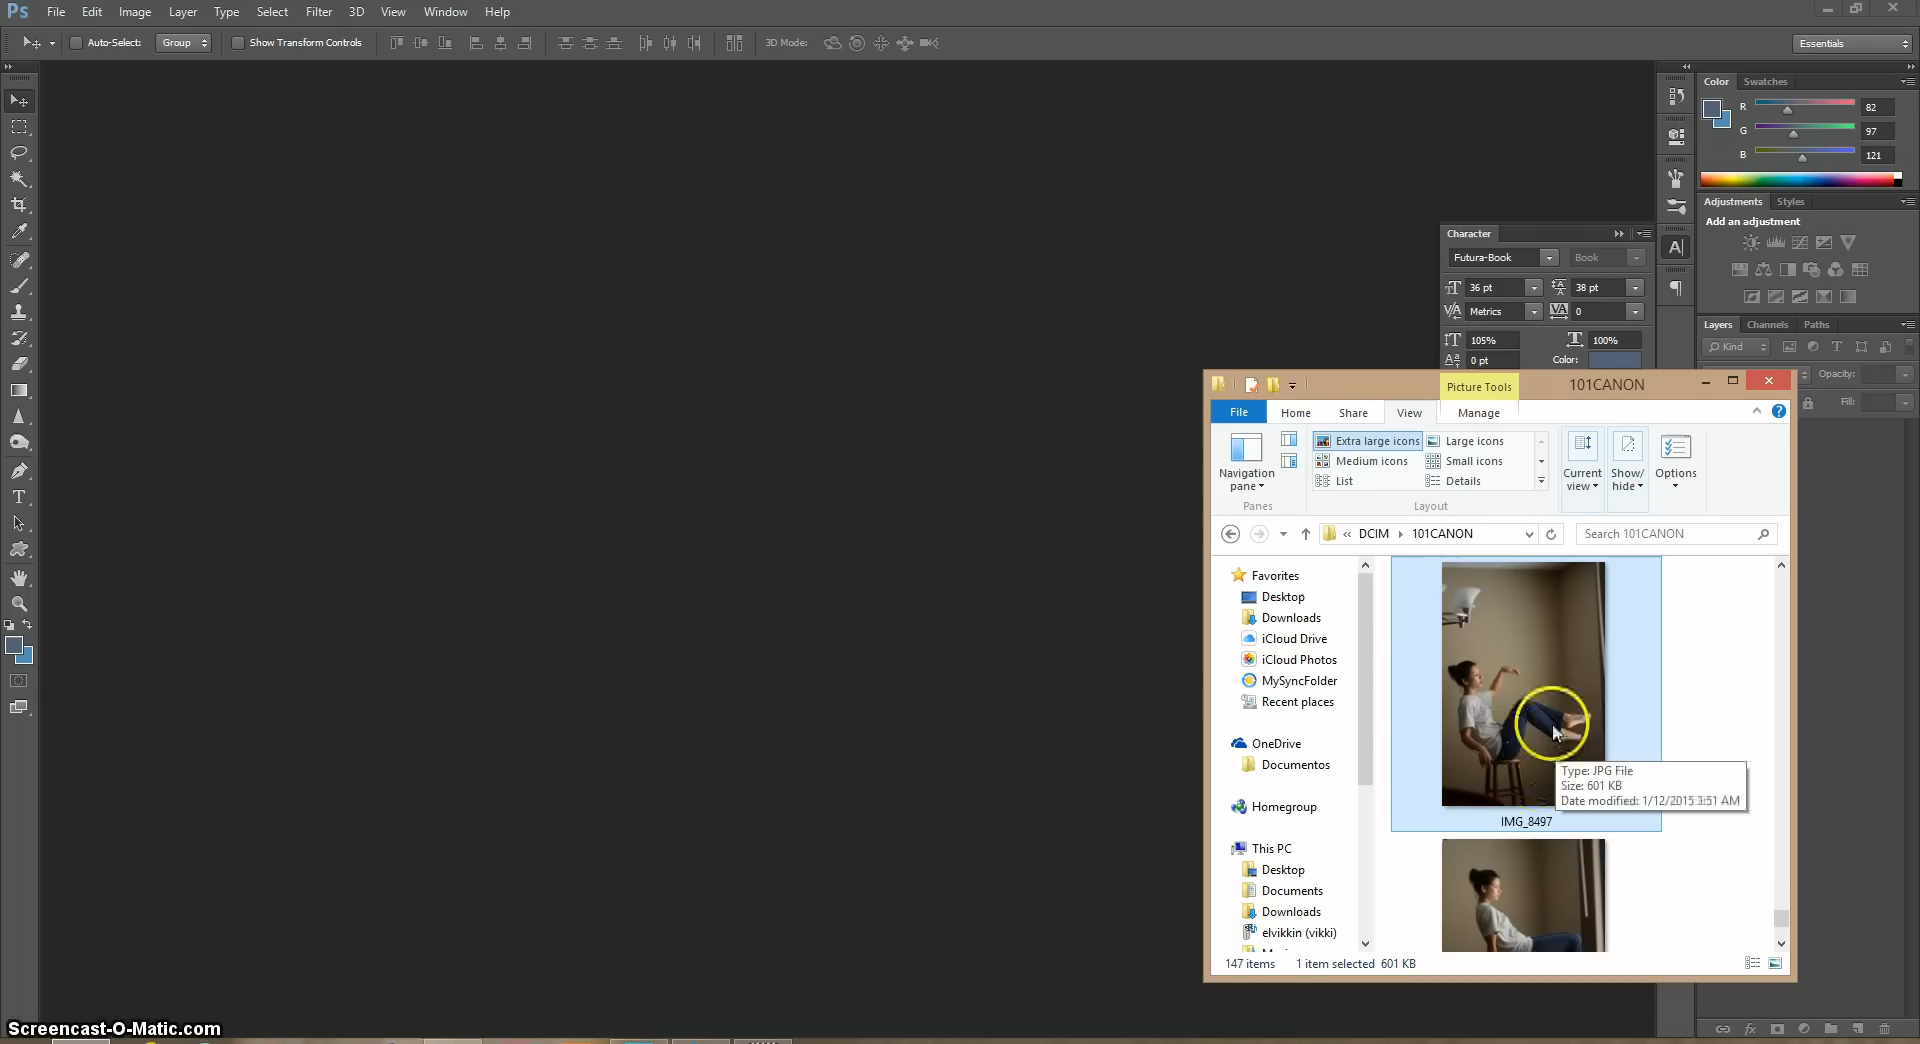 Ps File Edit Image Layer Type Select Filter 3D View Window Help
Auto-Select: Group Show Transform Controls 3D Mode: Essentials
Color Swatches
R 82
G 97
B 121
Adjustments Styles
Add an adjustment
Character
Futura-Book Book
36 pt 38 pt
Metrics 0
105% 100%
0 pt Color:
Layers Channels Paths
Kind
Opacity:
Fill:
Picture Tools 101CANON
File Home Share View Manage
Navigation pane
Extra large icons Large icons
Medium icons Small icons
List Details
Current view
Show/ hide
Options
Panes Layout
« DCIM 101CANON Search 101CANON
Favorites
Desktop
Downloads
iCloud Drive
iCloud Photos
MySyncFolder
Recent places
OneDrive
Documentos
Homegroup
This PC
Desktop
Documents
Downloads
elvikkin (vikki)
Type: JPG File
Size: 601 KB
Date modified: 1/12/2015 3:51 AM
IMG_8497
147 items 1 item selected 601 KB
T
fx
Screencast-O-Matic.com